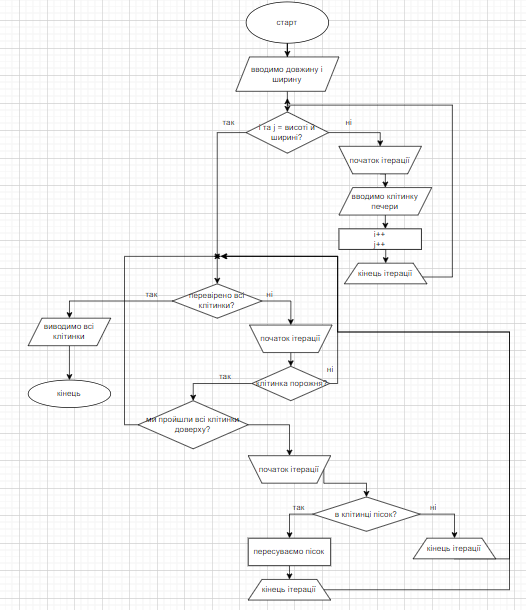 старт
вводимо довжину і
ширину
так
і та j = висоті й
ширині?
ні
початок ітерації
вводимо клітинку
печери
i++
j++
кінець ітерації
так
перевірено всі
клітинки?
ні
виводимо всі
клітинки
початок ітерації
кінець
так
клітинка порожня?
ні
ми пройшли всі клітинки
доверху?
початок ітерації
так
в клітинці пісок?
ні
пересуваємо пісок
кінець ітерації
кінець ітерації